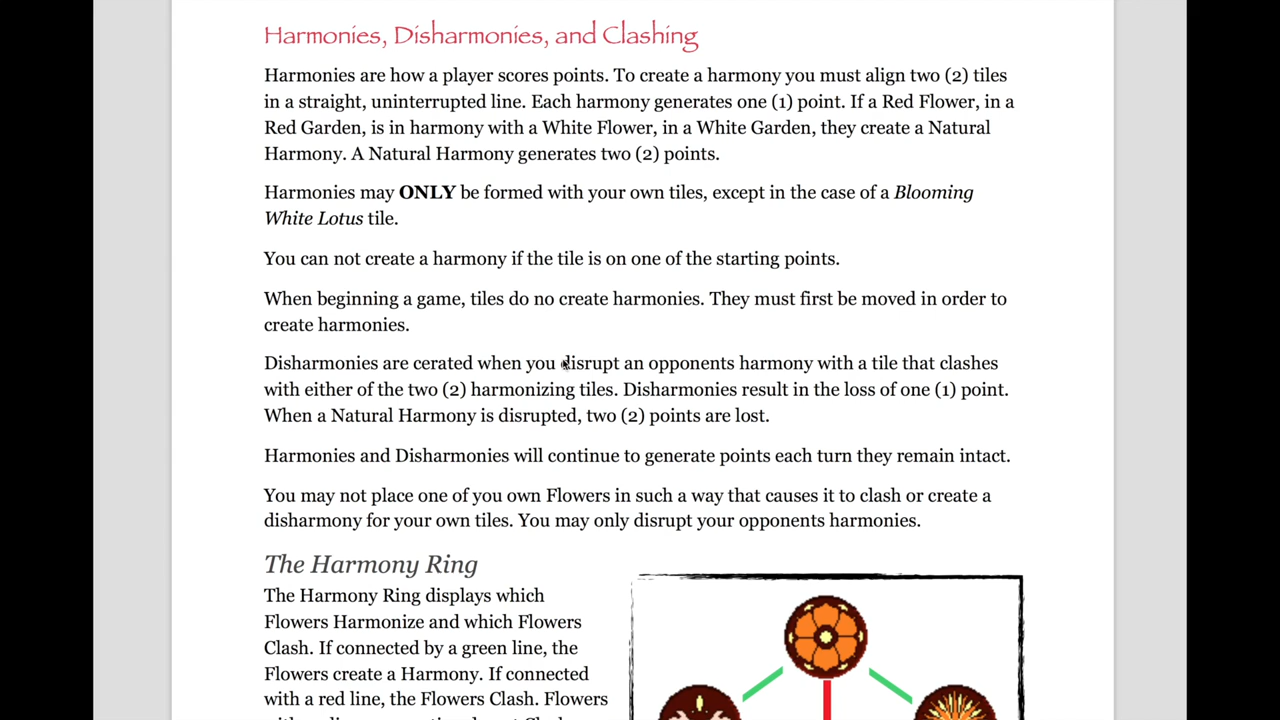 Harmonies, Disharmonies, and Clashing
Harmonies are how a player scores points. To create a harmony you must align two (2) tiles
in a straight, uninterrupted line. Each harmony generates one (1) point. If a Red Flower, in a
Red Garden, is in harmony with a White Flower, in a White Garden, they create a Natural
Harmony. A Natural Harmony generates two (2) points.
Harmonies may ONLY be formed with your own tiles, except in the case of a Blooming
White Lotus tile.
You can not create a harmony if the tile is on one of the starting points.
When beginning a game, tiles do no create harmonies. They must first be moved in order to
create harmonies.
Disharmonies are cerated when you disrupt an opponents harmony with a tile that clashes
with either of the two (2) harmonizing tiles. Disharmonies result in the loss of one (1) point.
When a Natural Harmony is disrupted, two (2) points are lost.
Harmonies and Disharmonies will continue to generate points each turn they remain intact.
You may not place one of you own Flowers in such a way that causes it to clash or create a
disharmony for your own tiles. You may only disrupt your opponents harmonies.
The Harmony Ring
The Harmony Ring displays which
Flowers Harmonize and which Flowers
Clash. If connected by a green line, the
Flowers create a Harmony. If connected
with a red line, the Flowers Clash. Flowers